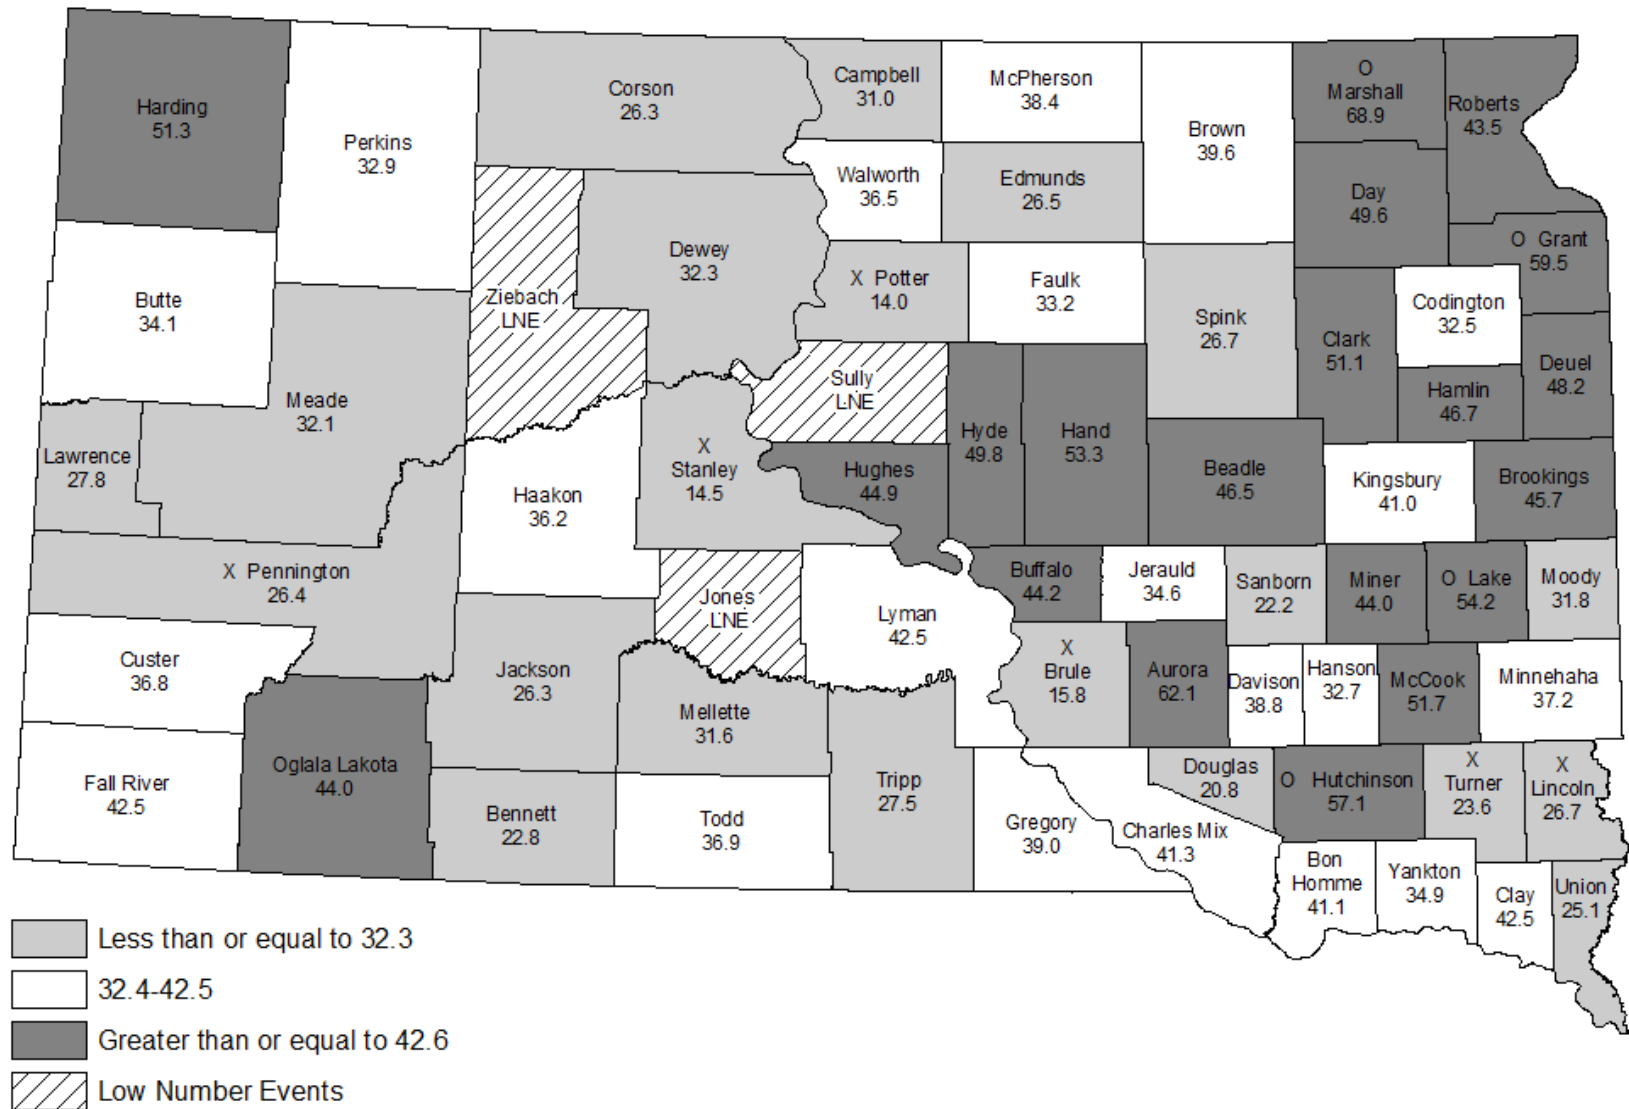 Harding
51.3
Perkins
32.9
Corson
26.3
Campbell
31.0
McPherson
38.4
Brown
39.6
O
Marshall
68.9
Roberts
43.5
Walworth
36.5
Edmunds
26.5
Day
49.6
Butte
34.1
Ziebach
LNE
Dewey
32.3
X Potter
14.0
Faulk
33.2
Spink
26.7
O Grant
59.5
Codington
32.5
Clark
51.1
Deuel
48.2
Hamlin
46.7
Meade
32.1
Sully
LNE
Lawrence
27.8
X
Stanley
14.5
Haakon
36.2
Hughes
44.9
Hyde
49.8
Hand
53.3
Beadle
46.5
Kingsbury
41.0
Brookings
45.7
X Pennington
26.4
Jones
LNE
Lyman
42.5
Buffalo
44.2
Jerauld
34.6
Sanborn
22.2
Miner
44.0
O Lake
54.2
Moody
31.8
Custer
36.8
Jackson
26.3
Mellette
31.6
X
Brule
15.8
Aurora
62.1
Davison
38.8
Hanson
32.7
McCook
51.7
Minnehaha
37.2
Fall River
42.5
Oglala Lakota
44.0
Bennett
22.8
Todd
36.9
Tripp
27.5
Gregory
39.0
Charles Mix
41.3
Douglas
20.8
O Hutchinson
57.1
X
Turner
23.6
X
Lincoln
26.7
Bon
Homme
41.1
Yankton
34.9
Clay
42.5
Union
25.1
Less than or equal to 32.3
32.4-42.5
Greater than or equal to 42.6
Low Number Events